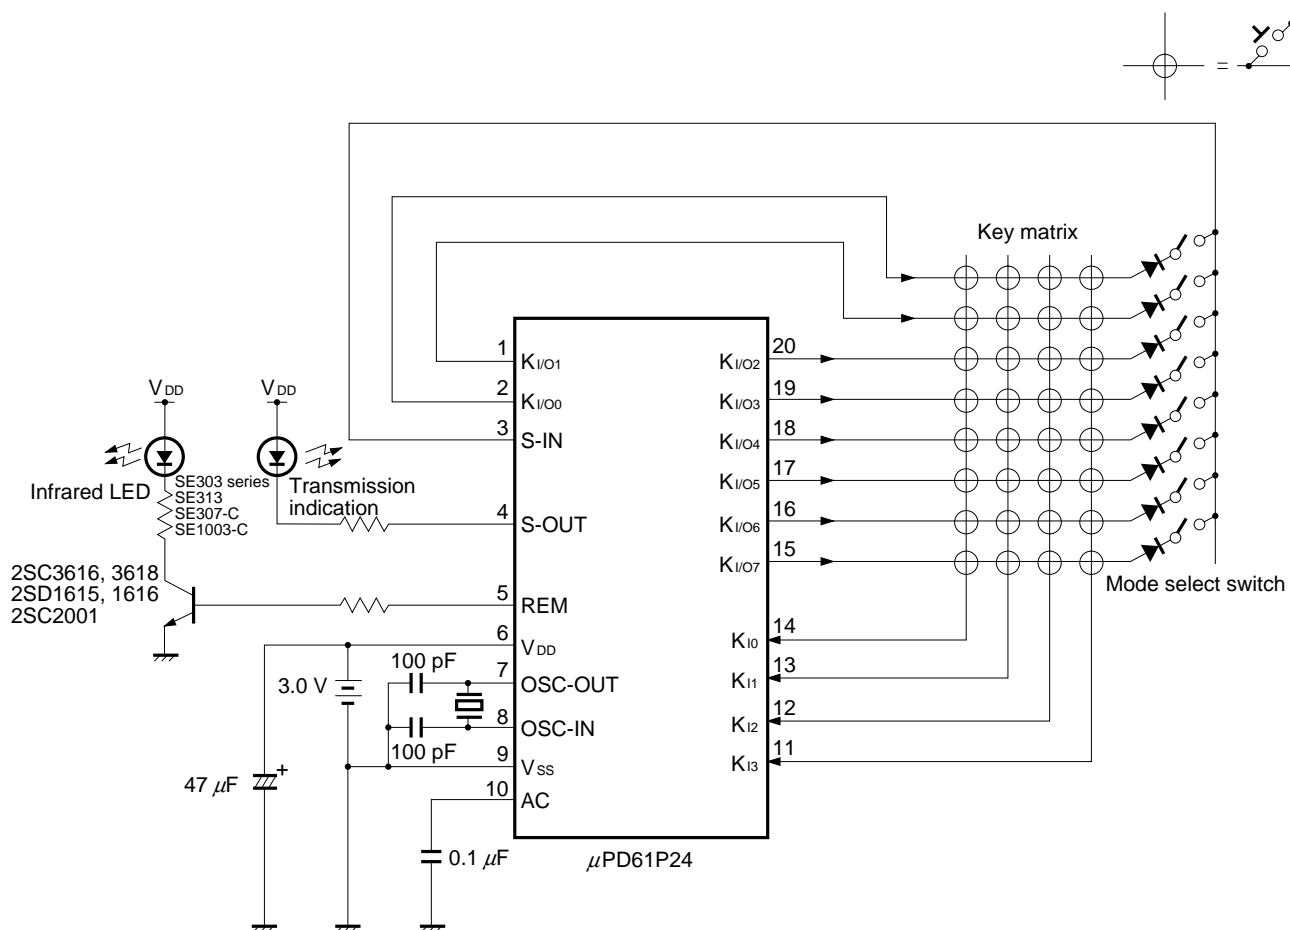 =
Key matrix
1
KI/O1
KI/O2
20
2
KI/O0
KI/O3
19
3
S-IN
KI/O4
18
VDD
VDD
KI/O5
17
Infrared LED
SE303 series
SE313
SE307-C
SE1003-C
Transmission
indication
4
S-OUT
KI/O6
16
KI/O7
15
Mode select switch
2SC3616, 3618
2SD1615, 1616
2SC2001
5
REM
6
VDD
KI0
14
3.0 V
100 pF
7
OSC-OUT
KI1
13
100 pF
8
OSC-IN
KI2
12
47 µF
+
9
VSS
KI3
11
10
AC
0.1 µF
µPD61P24